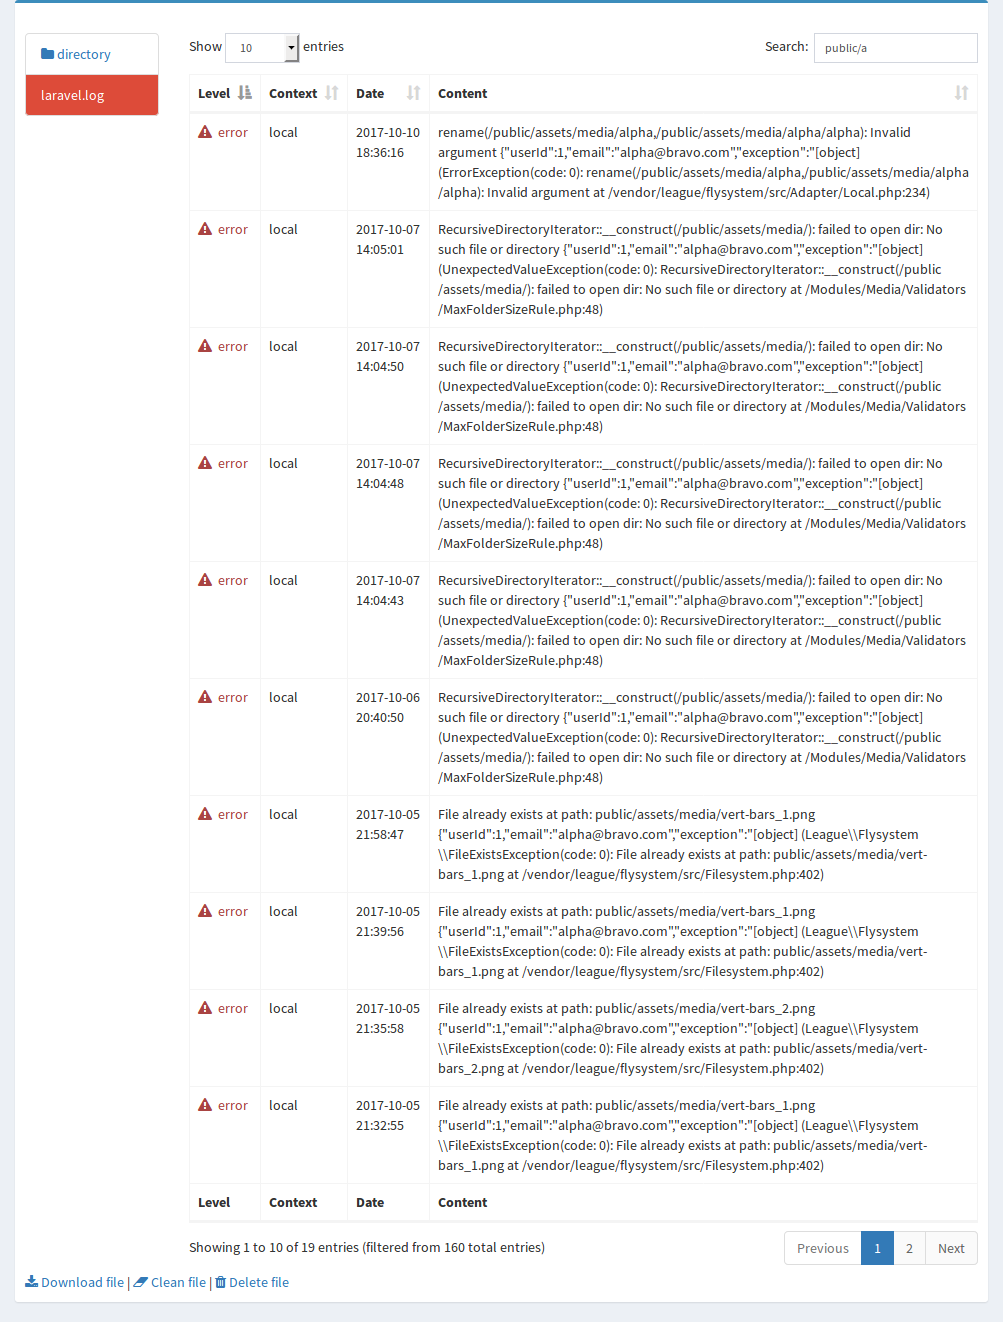 directory
laravel.log
Show 10 entries
Search: public/a
Level Context Date Content
error local 2017-10-10 18:36:16
rename(/public/assets/media/alpha,/public/assets/media/alpha/alpha): Invalid
argument {"userId":1,"email":"alpha@bravo.com","exception":"[object]
(ErrorException(code: 0): rename(/public/assets/media/alpha,/public/assets/media/alpha
/alpha): Invalid argument at /vendor/league/flysystem/src/Adapter/Local.php:234)
error local 2017-10-07 14:05:01
RecursiveDirectoryIterator::__construct(/public/assets/media/): failed to open dir: No
such file or directory {"userId":1,"email":"alpha@bravo.com","exception":"[object]
(UnexpectedValueException(code: 0): RecursiveDirectoryIterator::__construct(/public
/assets/media/): failed to open dir: No such file or directory at /Modules/Media/Validators
/MaxFolderSizeRule.php:48)
error local 2017-10-07 14:04:50
RecursiveDirectoryIterator::__construct(/public/assets/media/): failed to open dir: No
such file or directory {"userId":1,"email":"alpha@bravo.com","exception":"[object]
(UnexpectedValueException(code: 0): RecursiveDirectoryIterator::__construct(/public
/assets/media/): failed to open dir: No such file or directory at /Modules/Media/Validators
/MaxFolderSizeRule.php:48)
error local 2017-10-07 14:04:48
RecursiveDirectoryIterator::__construct(/public/assets/media/): failed to open dir: No
such file or directory {"userId":1,"email":"alpha@bravo.com","exception":"[object]
(UnexpectedValueException(code: 0): RecursiveDirectoryIterator::__construct(/public
/assets/media/): failed to open dir: No such file or directory at /Modules/Media/Validators
/MaxFolderSizeRule.php:48)
error local 2017-10-07 14:04:43
RecursiveDirectoryIterator::__construct(/public/assets/media/): failed to open dir: No
such file or directory {"userId":1,"email":"alpha@bravo.com","exception":"[object]
(UnexpectedValueException(code: 0): RecursiveDirectoryIterator::__construct(/public
/assets/media/): failed to open dir: No such file or directory at /Modules/Media/Validators
/MaxFolderSizeRule.php:48)
error local 2017-10-06 20:40:50
RecursiveDirectoryIterator::__construct(/public/assets/media/): failed to open dir: No
such file or directory {"userId":1,"email":"alpha@bravo.com","exception":"[object]
(UnexpectedValueException(code: 0): RecursiveDirectoryIterator::__construct(/public
/assets/media/): failed to open dir: No such file or directory at /Modules/Media/Validators
/MaxFolderSizeRule.php:48)
error local 2017-10-05 21:58:47
File already exists at path: public/assets/media/vert-bars_1.png
{"userId":1,"email":"alpha@bravo.com","exception":"[object] (League\\Flysystem
\\FileExistsException(code: 0): File already exists at path: public/assets/media/vert-
bars_1.png at /vendor/league/flysystem/src/Filesystem.php:402)
error local 2017-10-05 21:39:56
File already exists at path: public/assets/media/vert-bars_1.png
{"userId":1,"email":"alpha@bravo.com","exception":"[object] (League\\Flysystem
\\FileExistsException(code: 0): File already exists at path: public/assets/media/vert-
bars_1.png at /vendor/league/flysystem/src/Filesystem.php:402)
error local 2017-10-05 21:35:58
File already exists at path: public/assets/media/vert-bars_2.png
{"userId":1,"email":"alpha@bravo.com","exception":"[object] (League\\Flysystem
\\FileExistsException(code: 0): File already exists at path: public/assets/media/vert-
bars_2.png at /vendor/league/flysystem/src/Filesystem.php:402)
error local 2017-10-05 21:32:55
File already exists at path: public/assets/media/vert-bars_1.png
{"userId":1,"email":"alpha@bravo.com","exception":"[object] (League\\Flysystem
\\FileExistsException(code: 0): File already exists at path: public/assets/media/vert-
bars_1.png at /vendor/league/flysystem/src/Filesystem.php:402)
Level Context Date Content
Showing 1 to 10 of 19 entries (filtered from 160 total entries)
Previous 1 2 Next
Download file | Clean file | Delete file